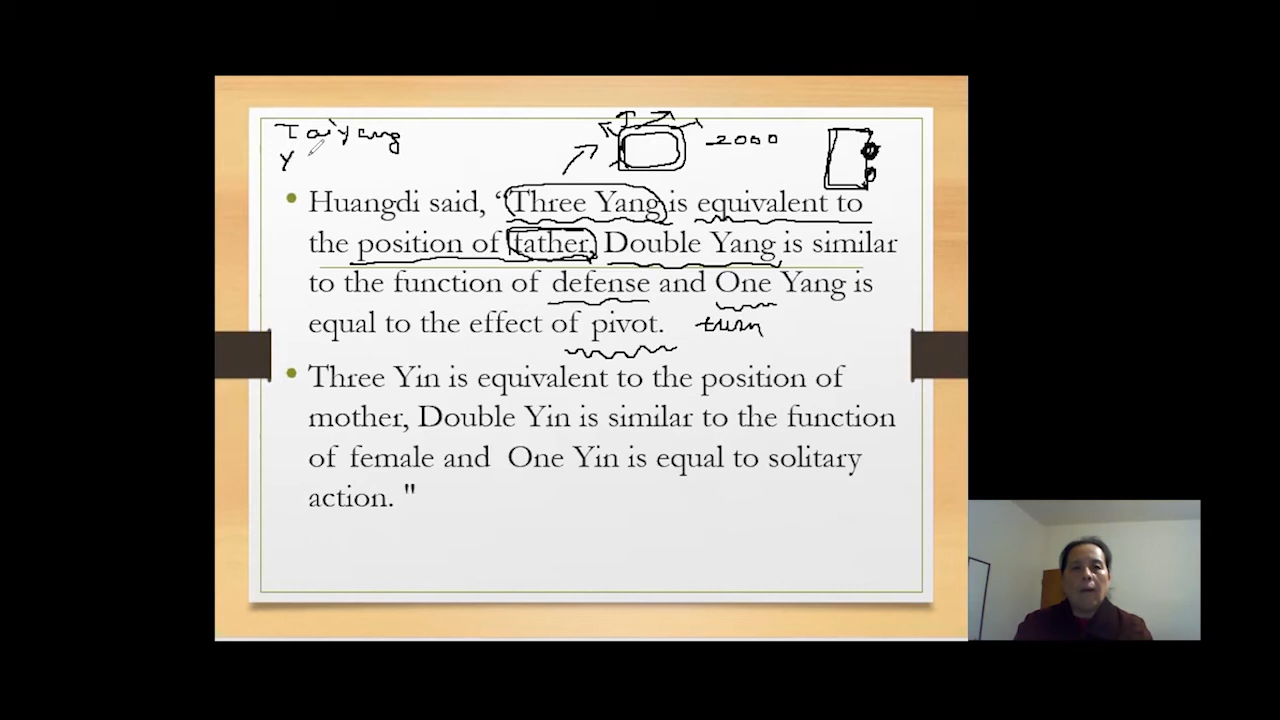 Taiyang
Y
2000
Huangdi said, “Three Yang is equivalent to
the position of father, Double Yang is similar
to the function of defense and One Yang is
equal to the effect of pivot. turn
Three Yin is equivalent to the position of
mother, Double Yin is similar to the function
of female and One Yin is equal to solitary
action. "